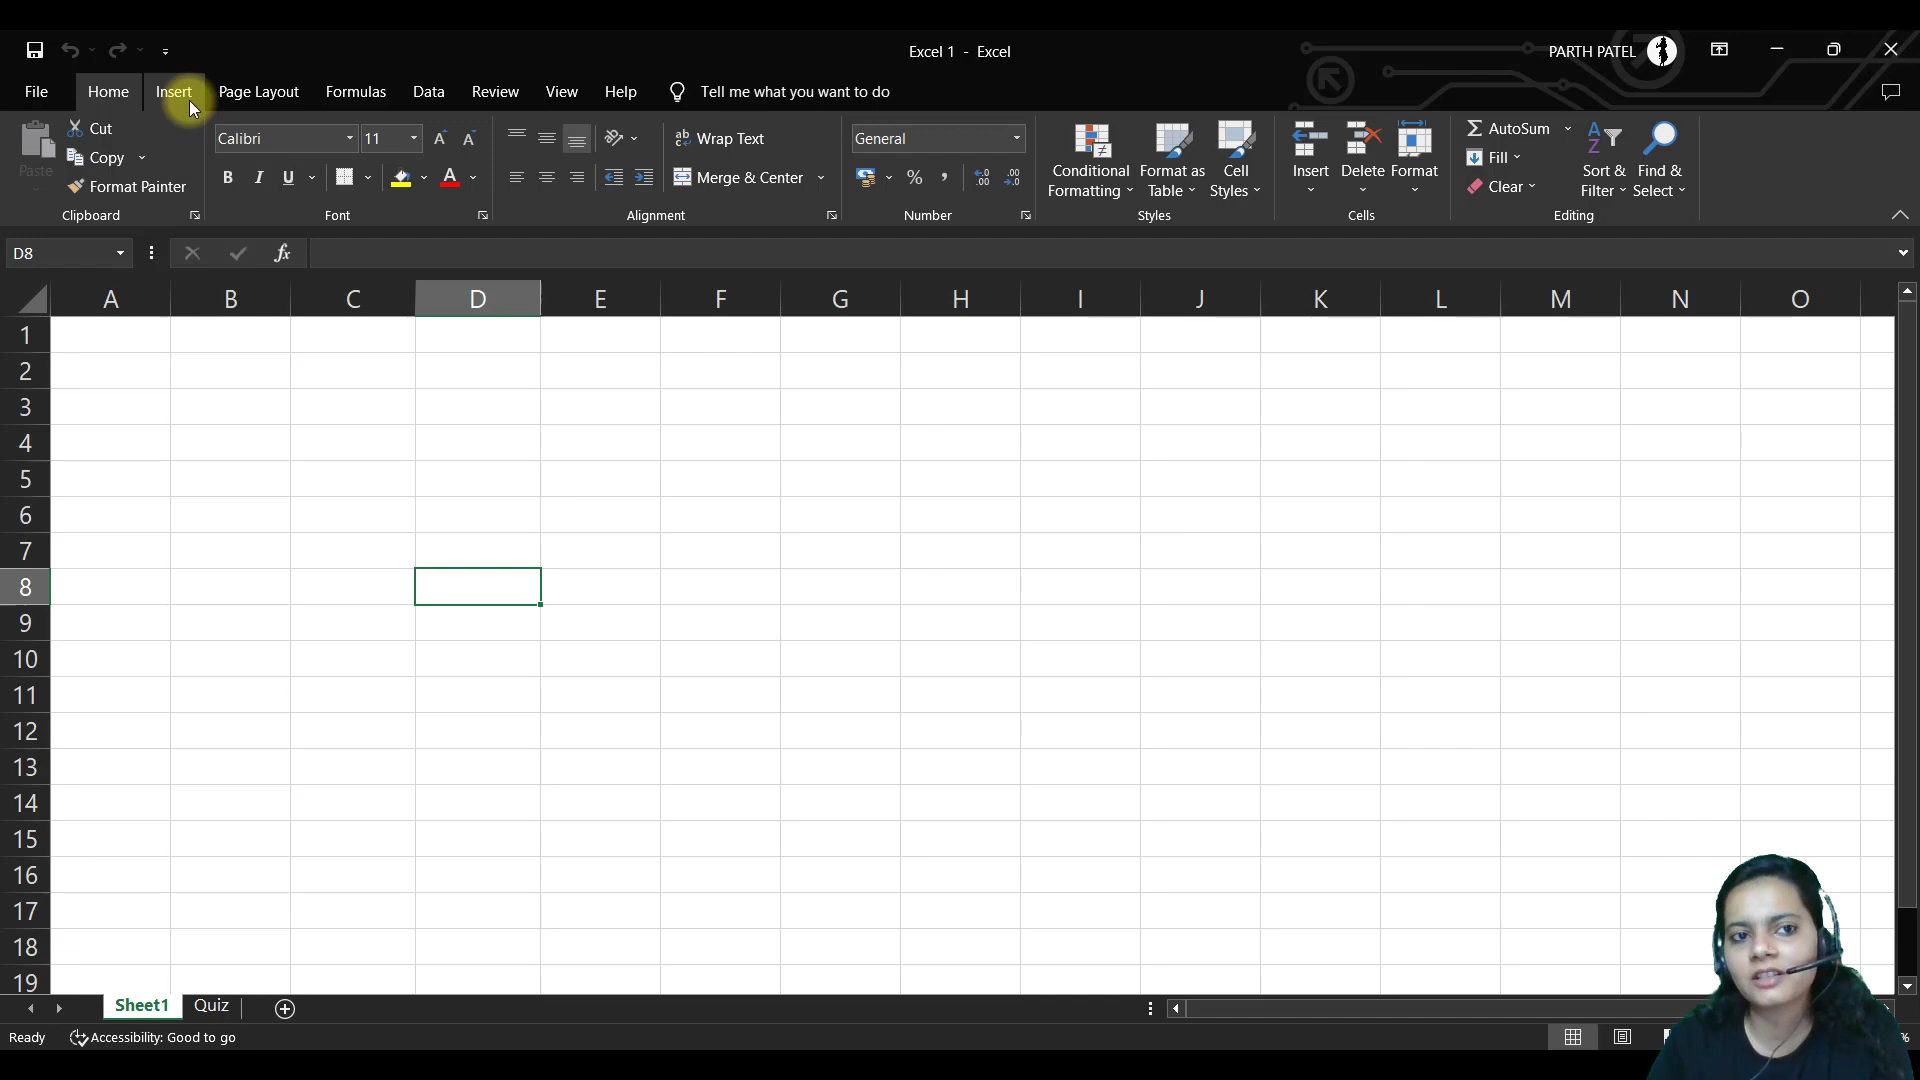 Excel 1 - Excel
PARTH PATEL
File Home Insert Page Layout Formulas Data Review View Help Tell me what you want to do
Paste
Cut
Copy
Format Painter
Clipboard
Calibri 11
B I U A
Font
ab Wrap Text
Merge & Center
Alignment
General
% ,
Number
Conditional Formatting
Format as Table
Cell Styles
Styles
Insert
Delete
Format
Cells
AutoSum
Fill
Clear
Sort & Filter
Find & Select
Editing
D8 fx
A B C D E F G H I J K L M N O
1
2
3
4
5
6
7
8
9
10
11
12
13
14
15
16
17
18
19
Sheet1 Quiz
Ready Accessibility: Good to go %